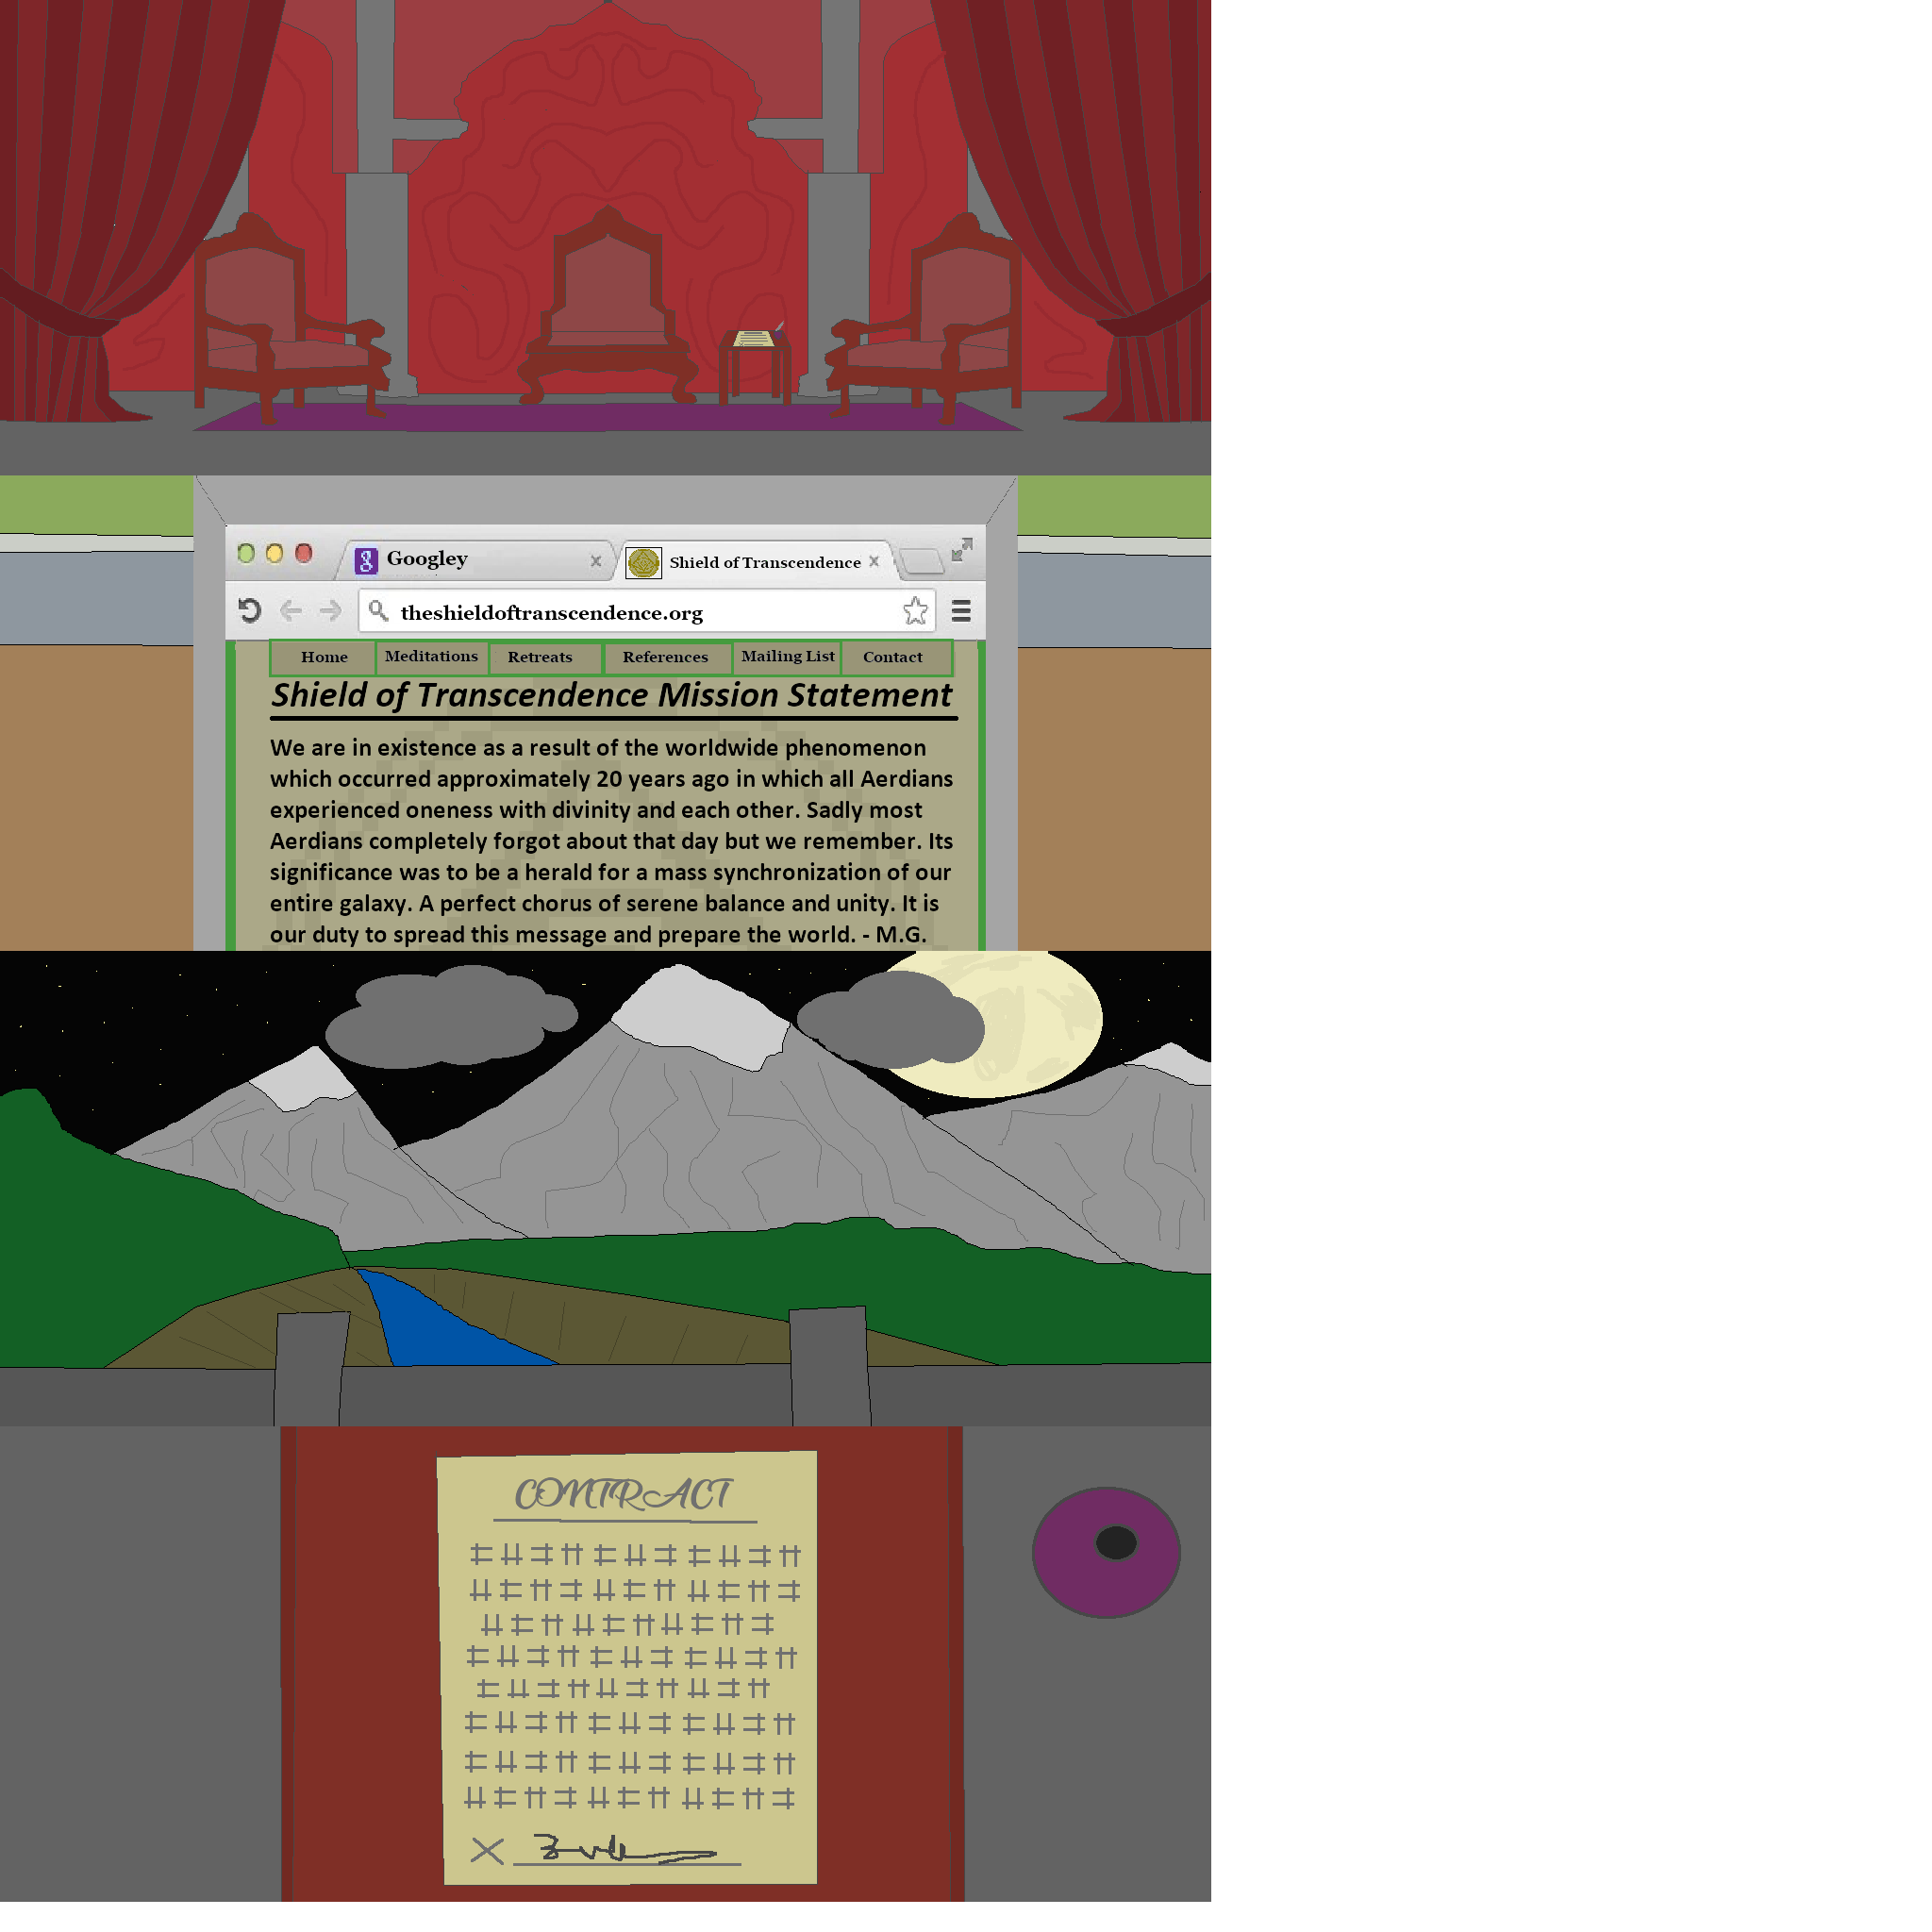 Googley
Shield of Transcendence
theshieldoftranscendence.org
Home Meditations Retreats References Mailing List Contact
Shield of Transcendence Mission Statement
We are in existence as a result of the worldwide phenomenon
which occurred approximately 20 years ago in which all Aerdians
experienced oneness with divinity and each other. Sadly most
Aerdians completely forgot about that day but we remember. Its
significance was to be a herald for a mass synchronization of our
entire galaxy. A perfect chorus of serene balance and unity. It is
our duty to spread this message and prepare the world. - M.G.
CONTRACT